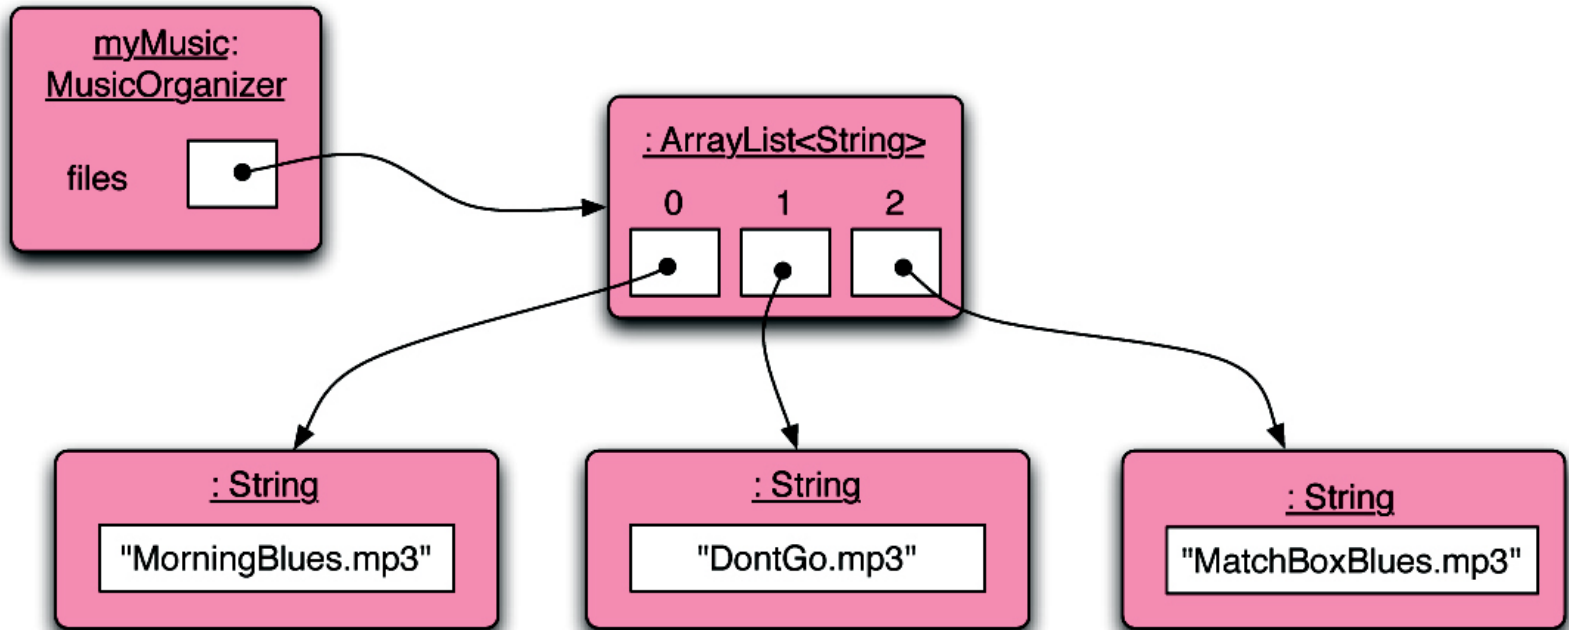 myMusic:
MusicOrganizer
files
: ArrayList<String>
0 1 2
: String
"MorningBlues.mp3"
: String
"DontGo.mp3"
: String
"MatchBoxBlues.mp3"